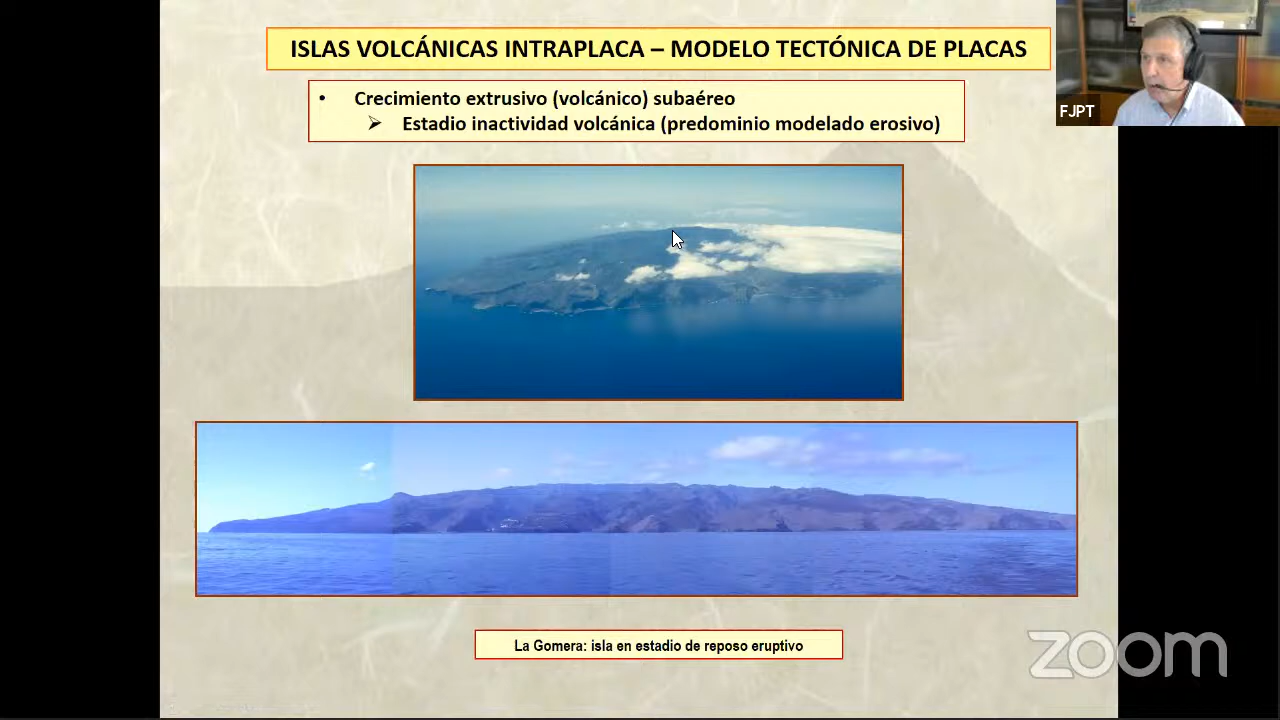 ISLAS VOLCÁNICAS INTRAPLACA – MODELO TECTÓNICA DE PLACAS
• Crecimiento extrusivo (volcánico) subaéreo
➢ Estadio inactividad volcánica (predominio modelado erosivo)
FJPT
La Gomera: isla en estadio de reposo eruptivo
zoom